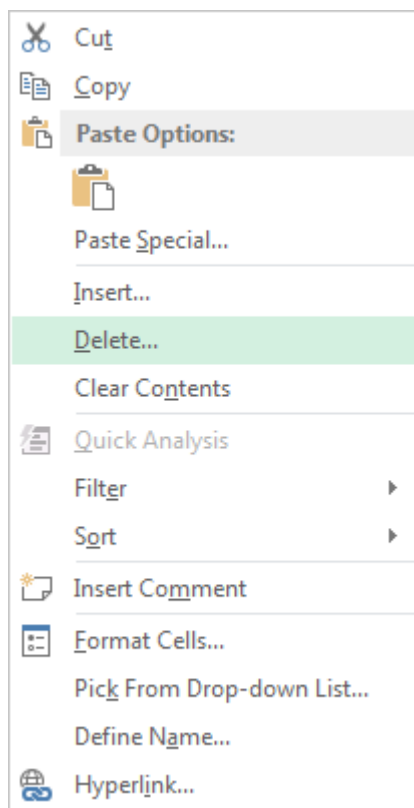 Cut
Copy
Paste Options:
Paste Special...
Insert...
Delete...
Clear Contents
Quick Analysis
Filter
Sort
Insert Comment
Format Cells...
Pick From Drop-down List...
Define Name...
Hyperlink...